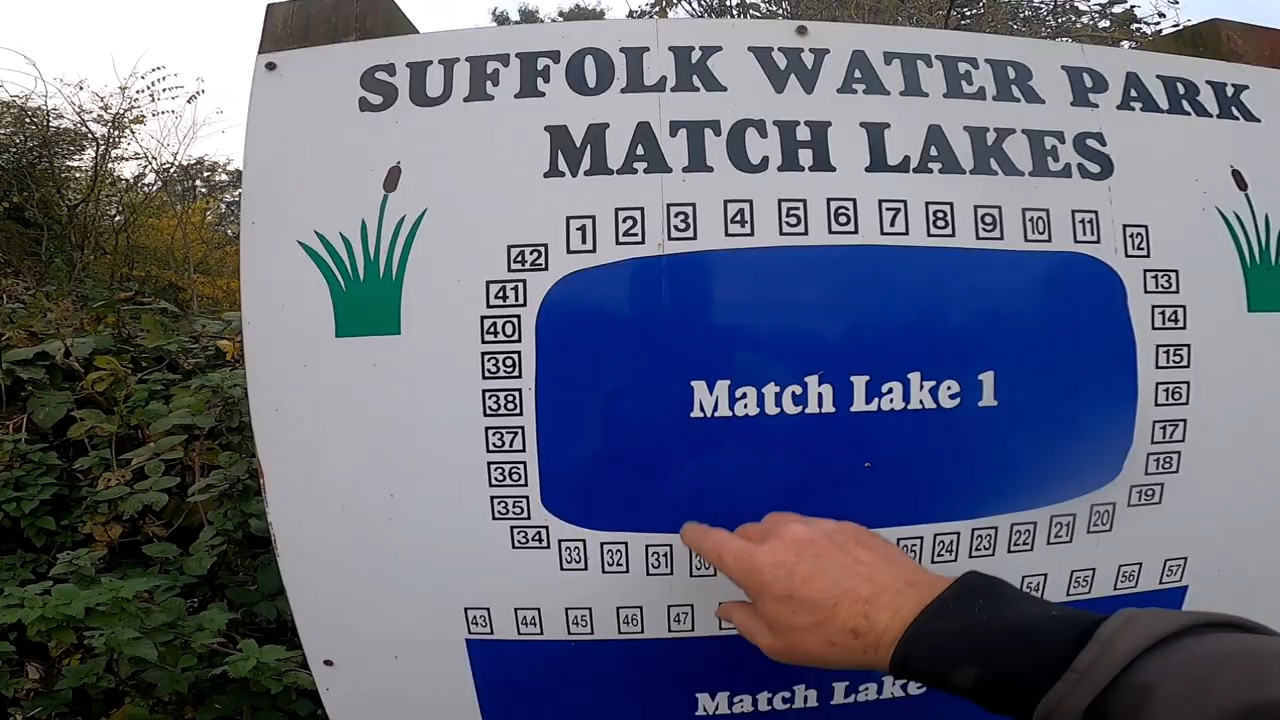 SUFFOLK WATER PARK
MATCH LAKES
1 2 3 4 5 6 7 8 9 10 11 12
42 13
41 14
40 15
39 16
38 17
37 18
36 19
35
34
Match Lake 1
33 32 31 30 25 24 23 22 21 20
43 44 45 46 47 54 55 56 57
Match Lake